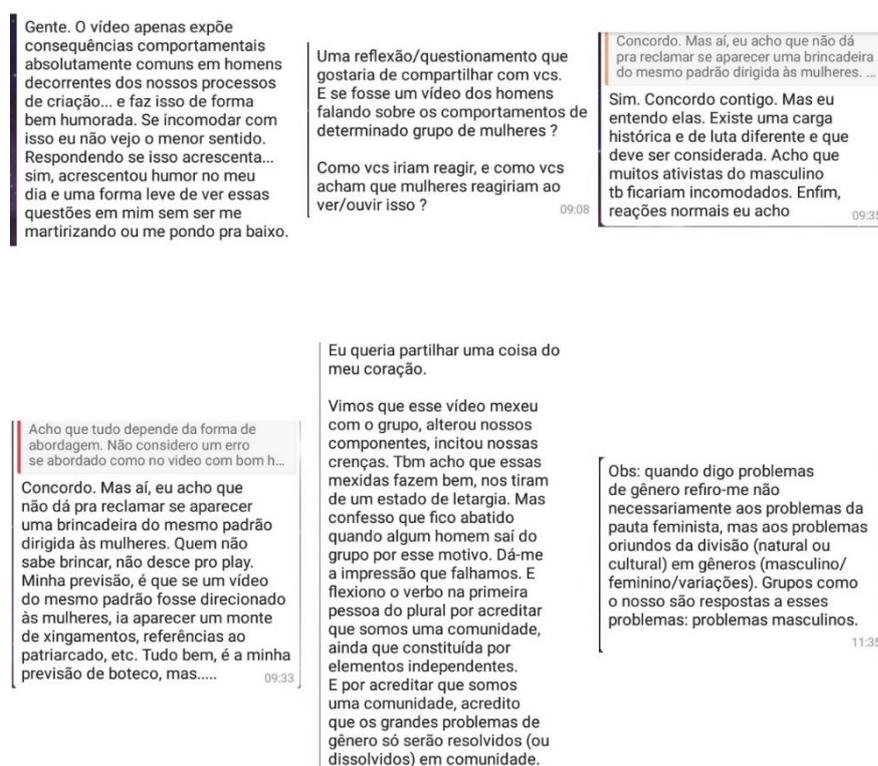 Gente. O vídeo apenas expõe
consequências comportamentais
absolutamente comuns em homens
decorrentes dos nossos processos
de criação... e faz isso de forma
bem humorada. Se incomodar com
isso eu não vejo o menor sentido.
Respondendo se isso acrescenta...
sim, acrescentou humor no meu
dia e uma forma leve de ver essas
questões em mim sem ser me
martirizando ou me pondo pra baixo.
Uma reflexão/questionamento que
gostaria de compartilhar com vcs.
E se fosse um vídeo dos homens
falando sobre os comportamentos de
determinado grupo de mulheres ?
Como vcs iriam reagir, e como vcs
acham que mulheres reagiriam ao
ver/ouvir isso ?
09:08
Concordo. Mas aí, eu acho que não dá
pra reclamar se aparecer uma brincadeira
do mesmo padrão dirigida às mulheres. ...
Sim. Concordo contigo. Mas eu
entendo elas. Existe uma carga
histórica e de luta diferente e que
deve ser considerada. Acho que
muitos ativistas do masculino
tb ficariam incomodados. Enfim,
reações normais eu acho
09:35
Acho que tudo depende da forma de
abordagem. Não considero um erro
se abordado como no video com bom h...
Concordo. Mas aí, eu acho que
não dá pra reclamar se aparecer
uma brincadeira do mesmo padrão
dirigida às mulheres. Quem não
sabe brincar, não desce pro play.
Minha previsão, é que se um vídeo
do mesmo padrão fosse direcionado
às mulheres, ia aparecer um monte
de xingamentos, referências ao
patriarcado, etc. Tudo bem, é a minha
previsão de boteco, mas.....
09:33
Eu queria partilhar uma coisa do
meu coração.
Vimos que esse vídeo mexeu
com o grupo, alterou nossos
componentes, incitou nossas
crenças. Tbm acho que essas
mexidas fazem bem, nos tiram
de um estado de letargia. Mas
confesso que fico abatido
quando algum homem saí do
grupo por esse motivo. Dá-me
a impressão que falhamos. E
flexiono o verbo na primeira
pessoa do plural por acreditar
que somos uma comunidade,
ainda que constituída por
elementos independentes.
E por acreditar que somos
uma comunidade, acredito
que os grandes problemas de
gênero só serão resolvidos (ou
dissolvidos) em comunidade.
Obs: quando digo problemas
de gênero refiro-me não
necessariamente aos problemas da
pauta feminista, mas aos problemas
oriundos da divisão (natural ou
cultural) em gêneros (masculino/
feminino/variações). Grupos como
o nosso são respostas a esses
problemas: problemas masculinos.
11:35